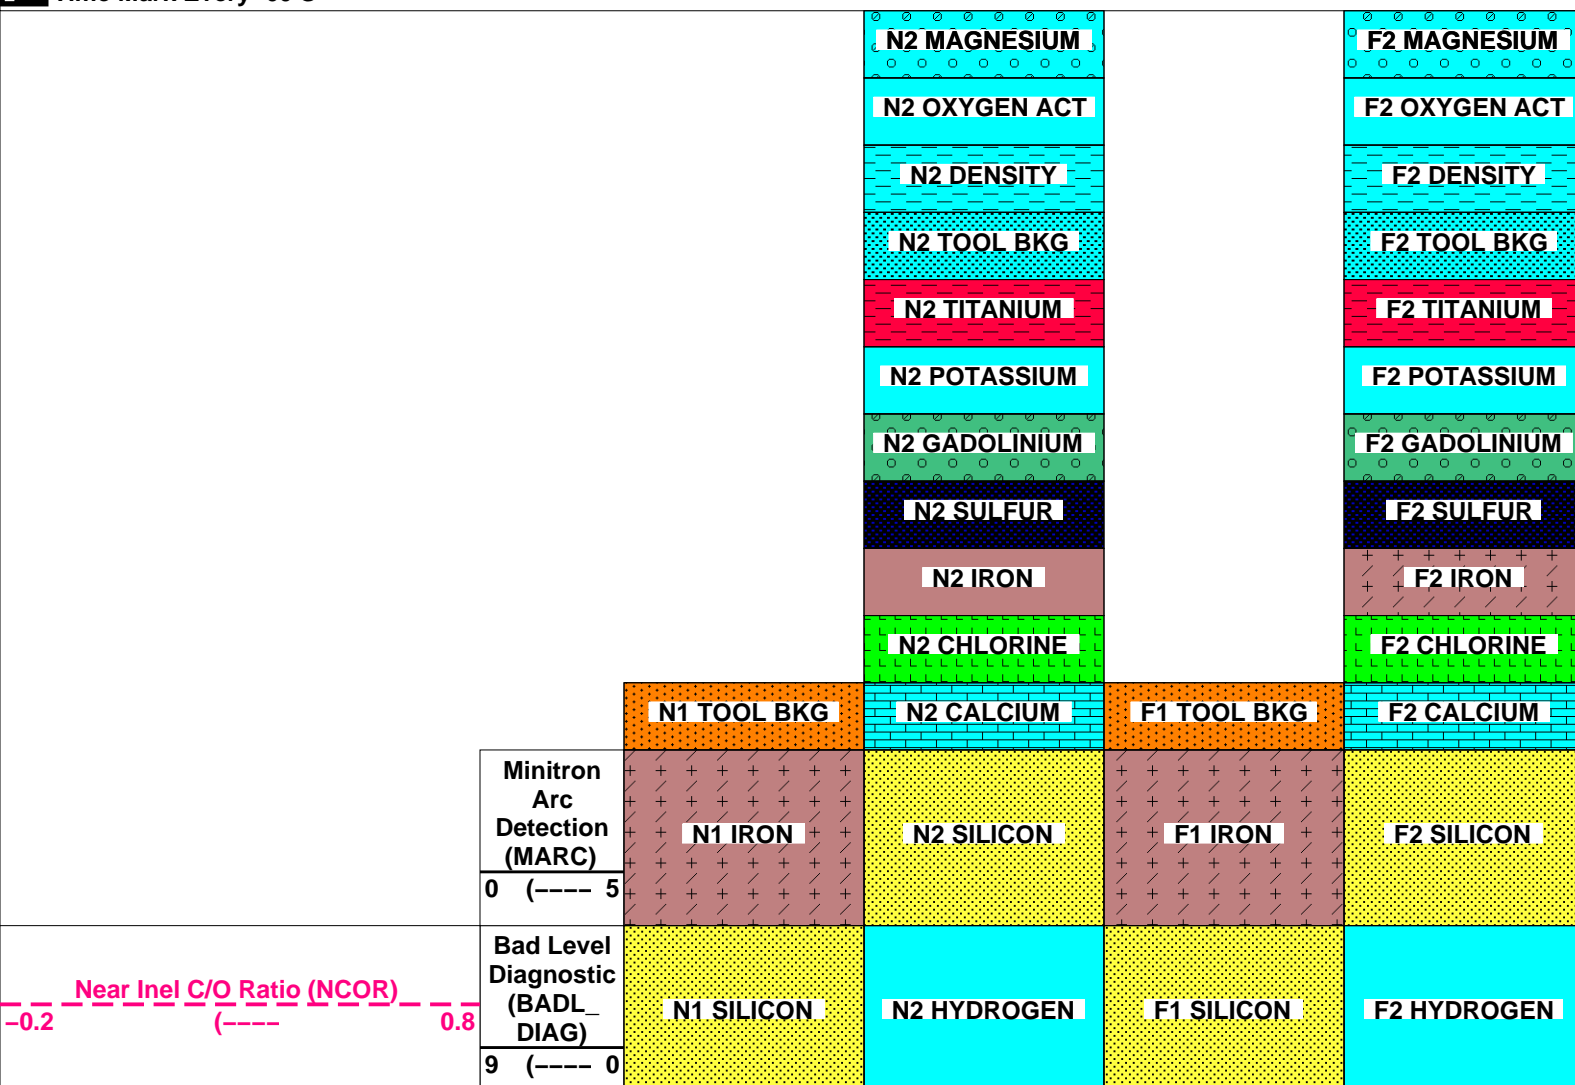 N2 MAGNESIUM
F2 MAGNESIUM
N2 OXYGEN ACT
F2 OXYGEN ACT
N2 DENSITY
F2 DENSITY
N2 TOOL BKG
F2 TOOL BKG
N2 TITANIUM
F2 TITANIUM
N2 POTASSIUM
F2 POTASSIUM
N2 GADOLINIUM
F2 GADOLINIUM
N2 SULFUR
F2 SULFUR
N2 IRON
F2 IRON
N2 CHLORINE
F2 CHLORINE
N1 TOOL BKG
N2 CALCIUM
F1 TOOL BKG
F2 CALCIUM
Minitron
Arc
Detection
(MARC)
0 (---- 5
N1 IRON
N2 SILICON
F1 IRON
F2 SILICON
Near Inel C/O Ratio (NCOR)
-0.2 (---- 0.8
Bad Level
Diagnostic
(BADL_
DIAG)
9 (---- 0
N1 SILICON
N2 HYDROGEN
F1 SILICON
F2 HYDROGEN